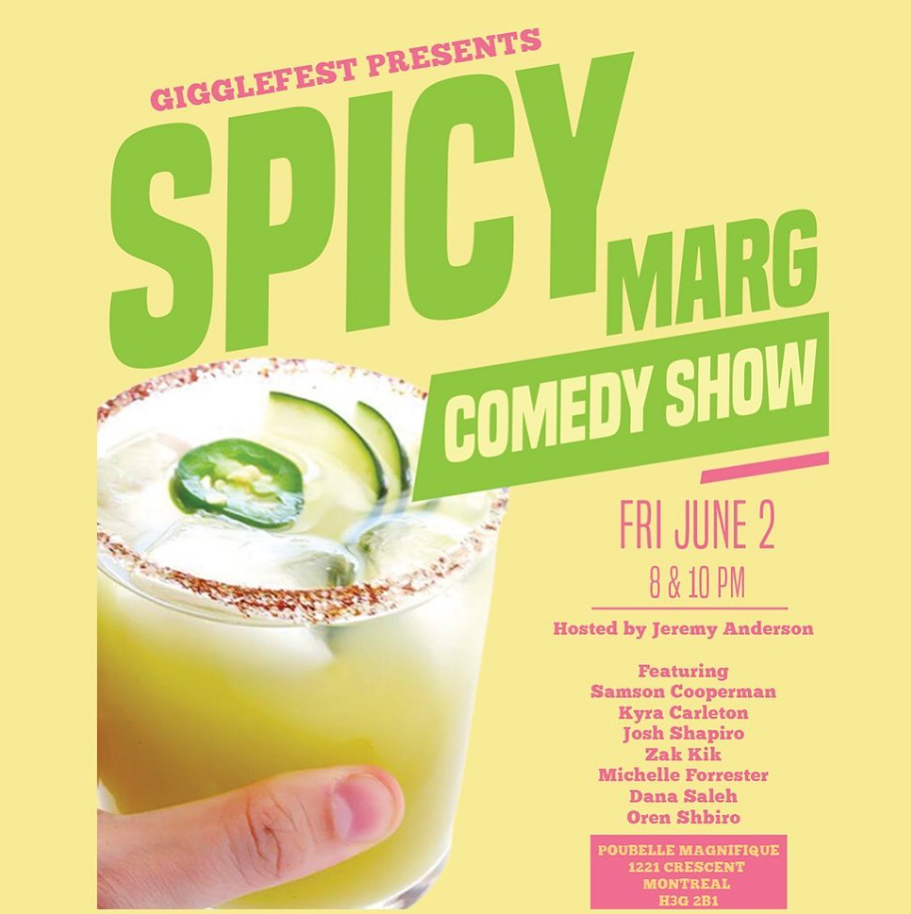 GIGGLEFEST PRESENTS
SPICY
MARG
COMEDY SHOW
FRI JUNE 2
8 & 10 PM
Hosted by Jeremy Anderson
Featuring
Samson Cooperman
Kyra Carleton
Josh Shapiro
Zak Kik
Michelle Forrester
Dana Saleh
Oren Shbiro
POUBELLE MAGNIFIQUE
1221 CRESCENT
MONTREAL
H3G 2B1